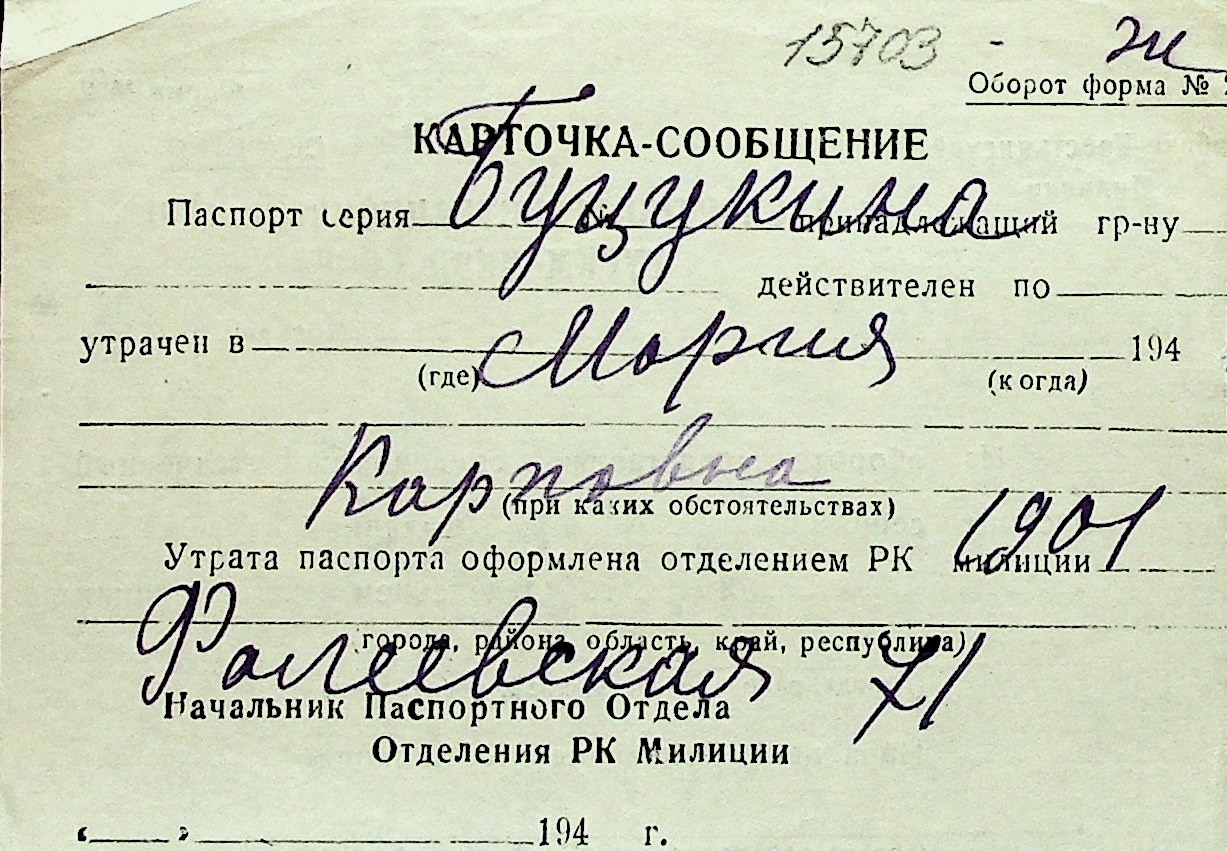 15703 - Ж
Оборот форма №
КАРТОЧКА-СООБЩЕНИЕ
Буцукина
Паспорт серия № принадлежащий гр-ну
действителен по
Мария
утрачен в 194
(где) (когда)
Карповна
(при каких обстоятельствах)
1901
Утрата паспорта оформлена отделением РК милиции
города, района, область, край, республика)
71
Начальник Паспортного Отдела
Отделения РК Милиции
" " 194 г.